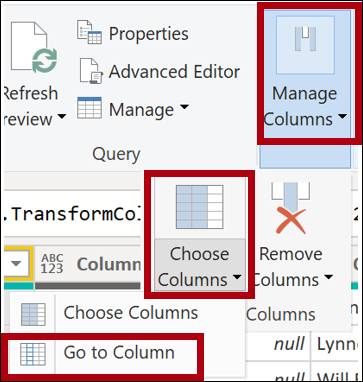 Properties
Refresh
review
Advanced Editor
Manage
Query
Manage
Columns
.TransformCol
ABC
123
Column
Choose
Columns
Remove
Columns
Choose Columns
Columns
Go to Column
null
Lynn
null
Will